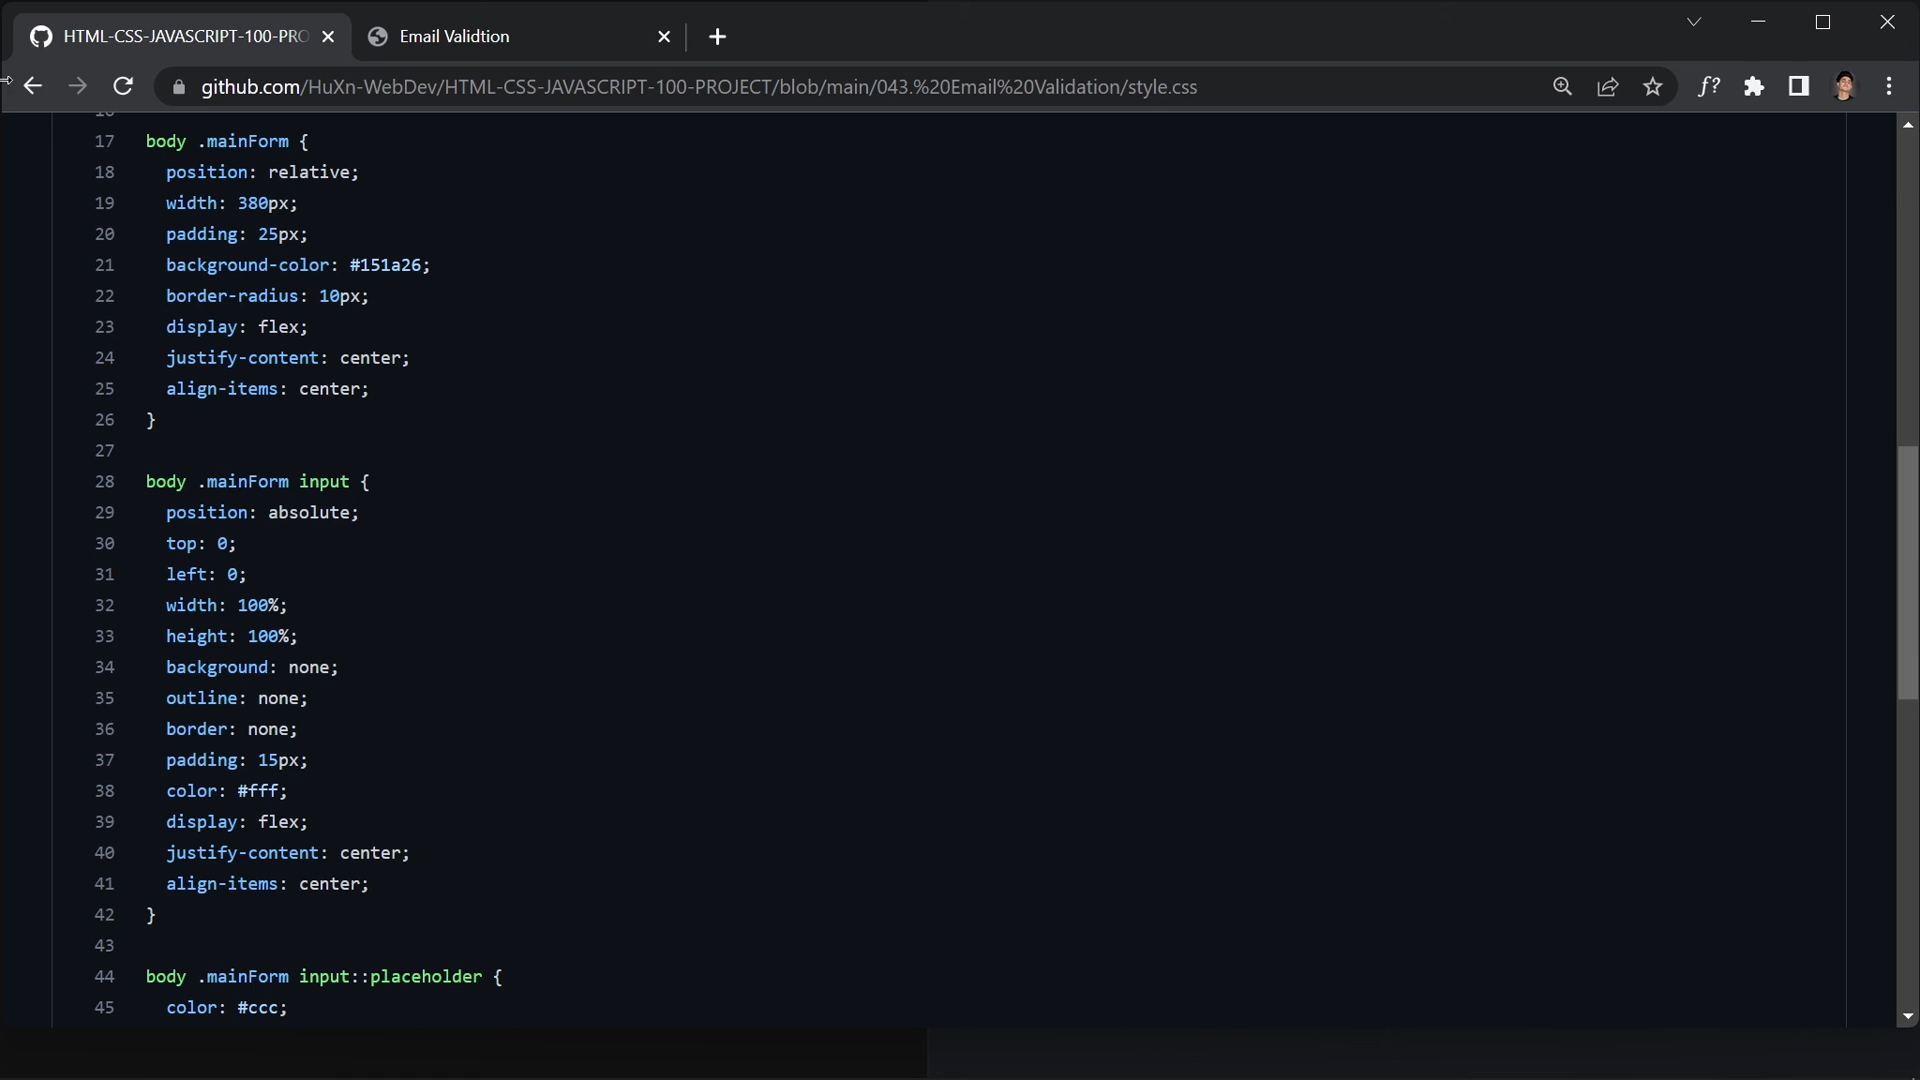 HTML-CSS-JAVASCRIPT-100-PRO
Email Validtion
github.com/HuXn-WebDev/HTML-CSS-JAVASCRIPT-100-PROJECT/blob/main/043.%20Email%20Validation/style.css
f?
17 body .mainForm {
18 position: relative;
19 width: 380px;
20 padding: 25px;
21 background-color: #151a26;
22 border-radius: 10px;
23 display: flex;
24 justify-content: center;
25 align-items: center;
26 }
27
28 body .mainForm input {
29 position: absolute;
30 top: 0;
31 left: 0;
32 width: 100%;
33 height: 100%;
34 background: none;
35 outline: none;
36 border: none;
37 padding: 15px;
38 color: #fff;
39 display: flex;
40 justify-content: center;
41 align-items: center;
42 }
43
44 body .mainForm input::placeholder {
45 color: #ccc;